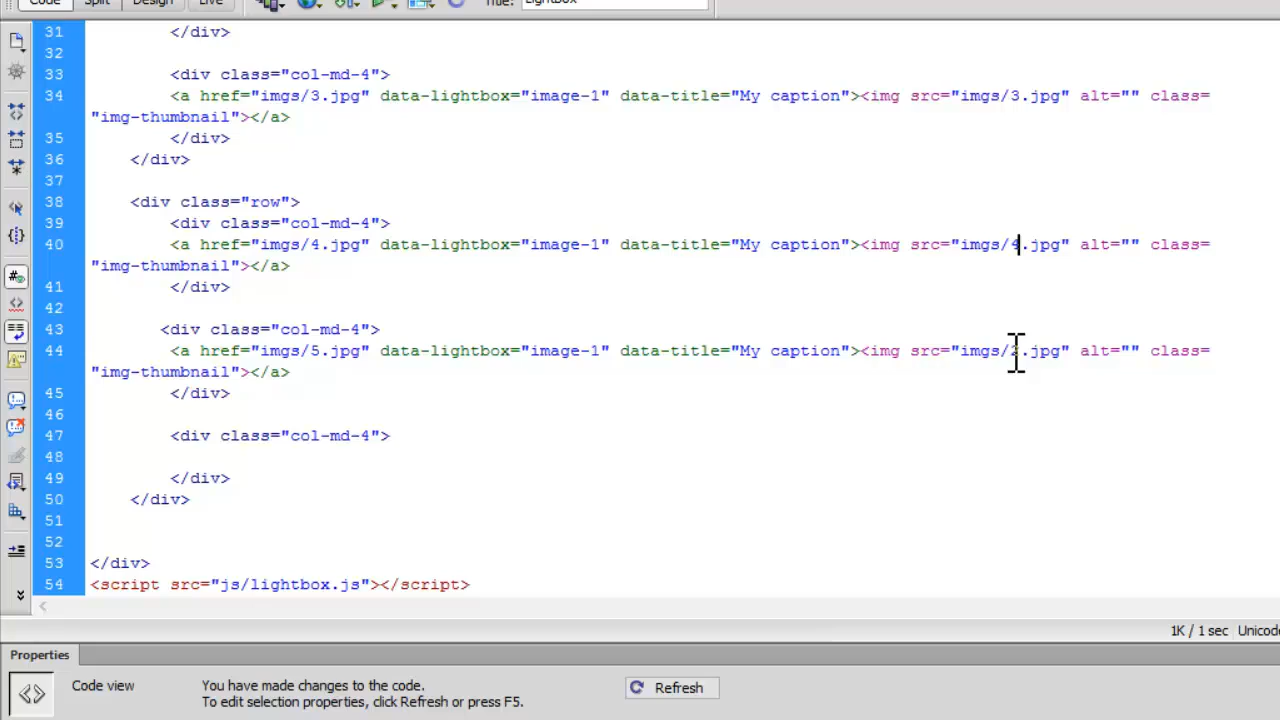 Code Split Design Live Title: Lightbox
31 </div>
32
33 <div class="col-md-4">
34 <a href="imgs/3.jpg" data-lightbox="image-1" data-title="My caption"><img src="imgs/3.jpg" alt="" class=
"img-thumbnail"></a>
35 </div>
36 </div>
37
38 <div class="row">
39 <div class="col-md-4">
40 <a href="imgs/4.jpg" data-lightbox="image-1" data-title="My caption"><img src="imgs/4.jpg" alt="" class=
"img-thumbnail"></a>
41 </div>
42
43 <div class="col-md-4">
44 <a href="imgs/5.jpg" data-lightbox="image-1" data-title="My caption"><img src="imgs/2.jpg" alt="" class=
"img-thumbnail"></a>
45 </div>
46
47 <div class="col-md-4">
48
49 </div>
50 </div>
51
52
53 </div>
54 <script src="js/lightbox.js"></script>
1K / 1 sec Unicod
Properties
Code view
You have made changes to the code.
To edit selection properties, click Refresh or press F5.
Refresh